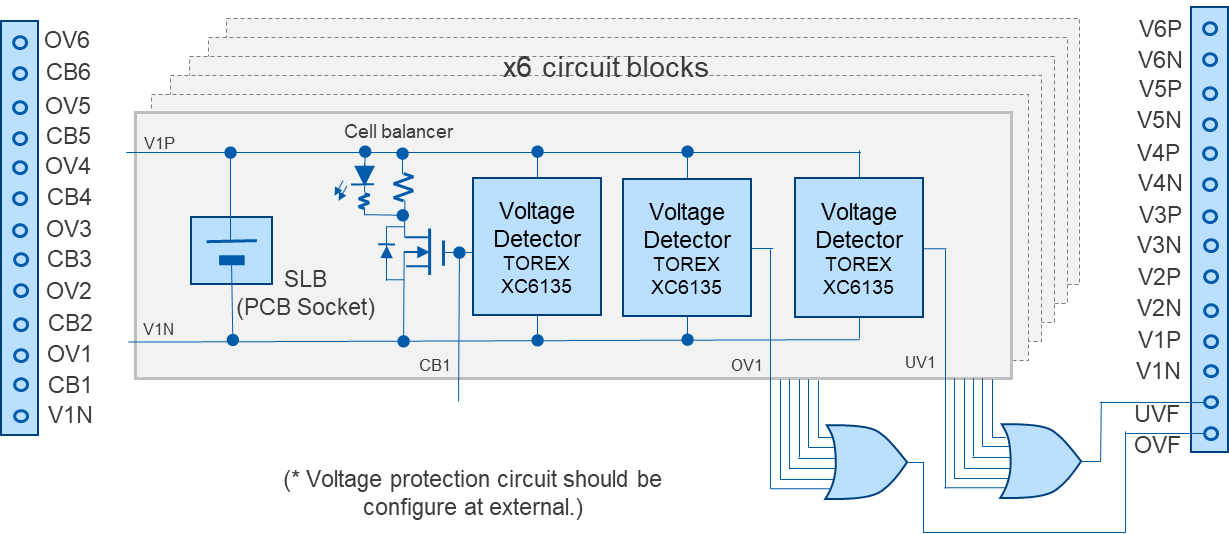 OV6
CB6
OV5
CB5
OV4
CB4
OV3
CB3
OV2
CB2
OV1
CB1
V1N
x6 circuit blocks
Cell balancer
V1P
SLB
(PCB Socket)
V1N
Voltage
Detector
TOREX
XC6135
Voltage
Detector
TOREX
XC6135
Voltage
Detector
TOREX
XC6135
CB1
OV1
UV1
(* Voltage protection circuit should be
configure at external.)
V6P
V6N
V5P
V5N
V4P
V4N
V3P
V3N
V2P
V2N
V1P
V1N
UVF
OVF